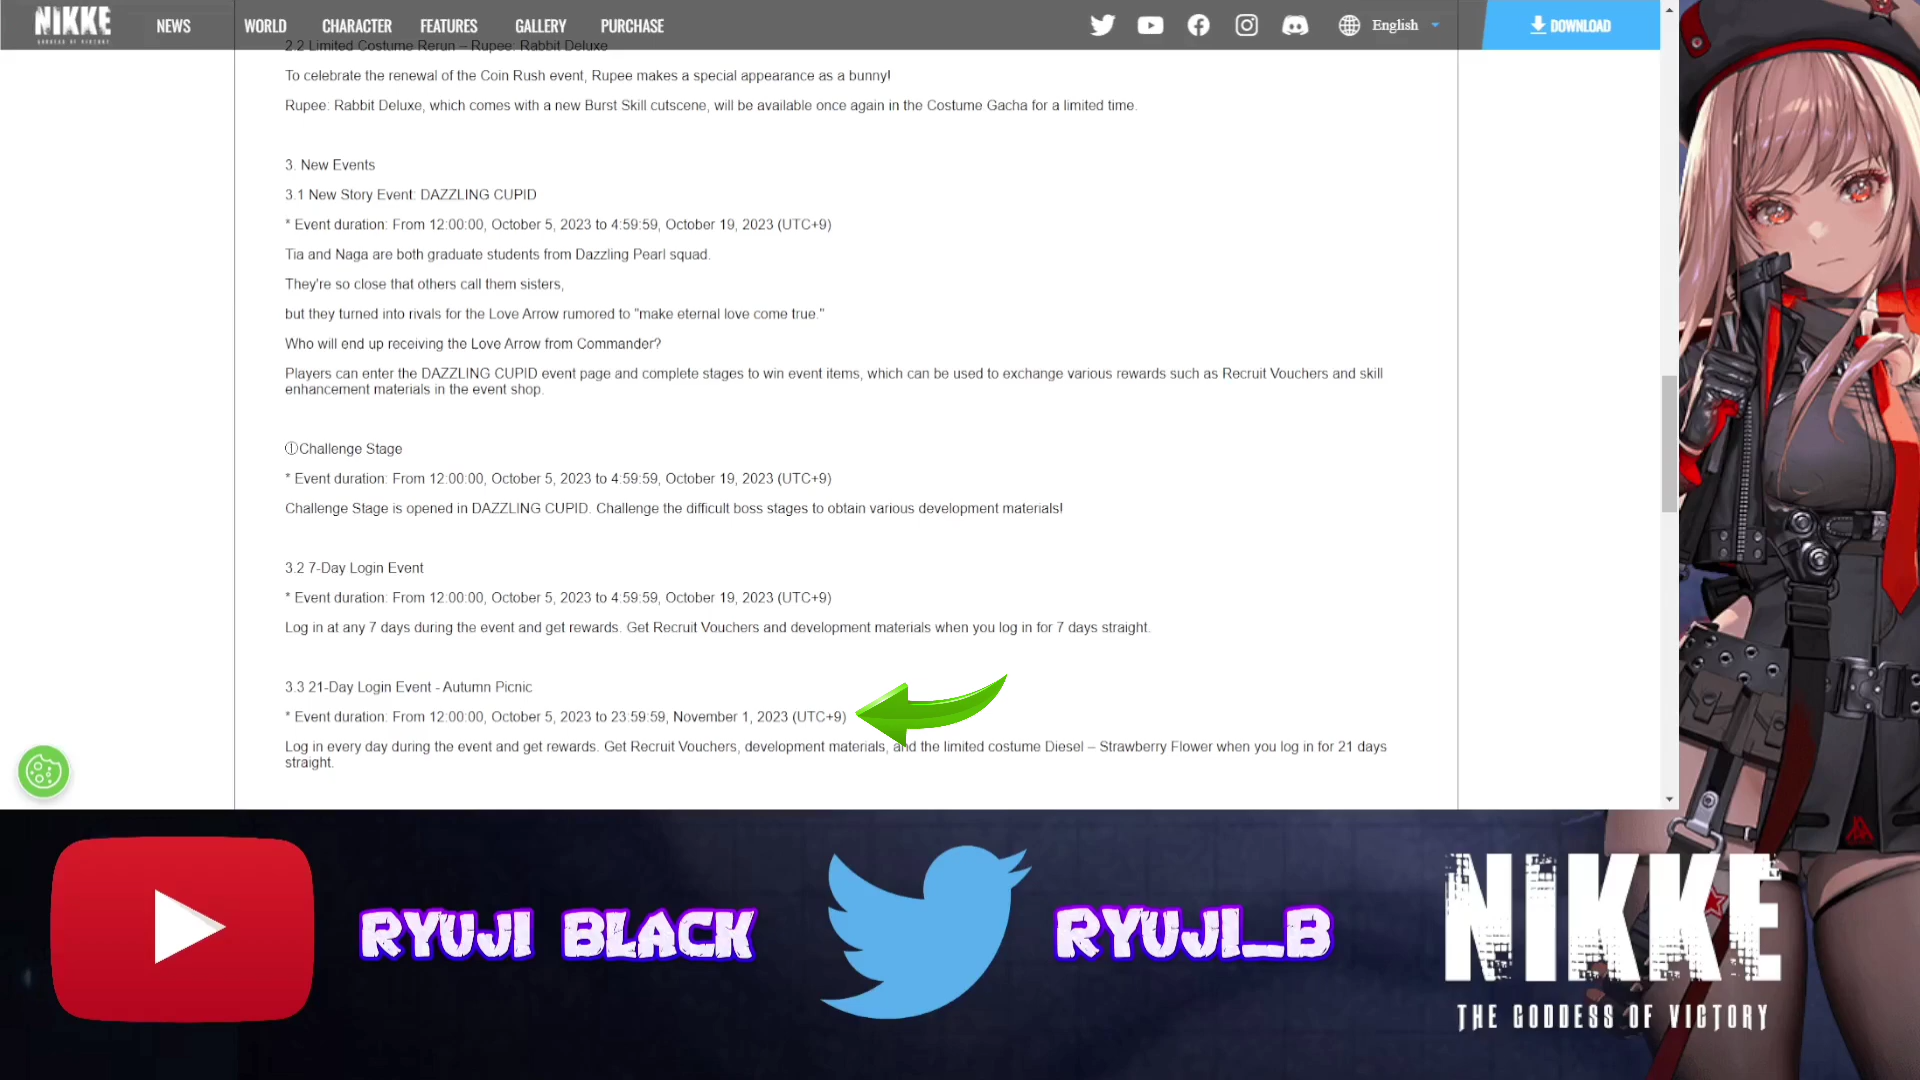 NIKKE
GODDESS OF VICTORY
NEWS
WORLD
CHARACTER
FEATURES
GALLERY
PURCHASE
English
DOWNLOAD
2.2 Limited Costume Rerun – Rupee: Rabbit Deluxe
To celebrate the renewal of the Coin Rush event, Rupee makes a special appearance as a bunny!
Rupee: Rabbit Deluxe, which comes with a new Burst Skill cutscene, will be available once again in the Costume Gacha for a limited time.
3. New Events
3.1 New Story Event: DAZZLING CUPID
* Event duration: From 12:00:00, October 5, 2023 to 4:59:59, October 19, 2023 (UTC+9)
Tia and Naga are both graduate students from Dazzling Pearl squad.
They're so close that others call them sisters,
but they turned into rivals for the Love Arrow rumored to "make eternal love come true."
Who will end up receiving the Love Arrow from Commander?
Players can enter the DAZZLING CUPID event page and complete stages to win event items, which can be used to exchange various rewards such as Recruit Vouchers and skill
enhancement materials in the event shop.
①Challenge Stage
* Event duration: From 12:00:00, October 5, 2023 to 4:59:59, October 19, 2023 (UTC+9)
Challenge Stage is opened in DAZZLING CUPID. Challenge the difficult boss stages to obtain various development materials!
3.2 7-Day Login Event
* Event duration: From 12:00:00, October 5, 2023 to 4:59:59, October 19, 2023 (UTC+9)
Log in at any 7 days during the event and get rewards. Get Recruit Vouchers and development materials when you log in for 7 days straight.
3.3 21-Day Login Event - Autumn Picnic
* Event duration: From 12:00:00, October 5, 2023 to 23:59:59, November 1, 2023 (UTC+9)
Log in every day during the event and get rewards. Get Recruit Vouchers, development materials, and the limited costume Diesel – Strawberry Flower when you log in for 21 days
straight.
RYUJI BLACK
RYUJI_B
NIKKE
THE GODDESS OF VICTORY